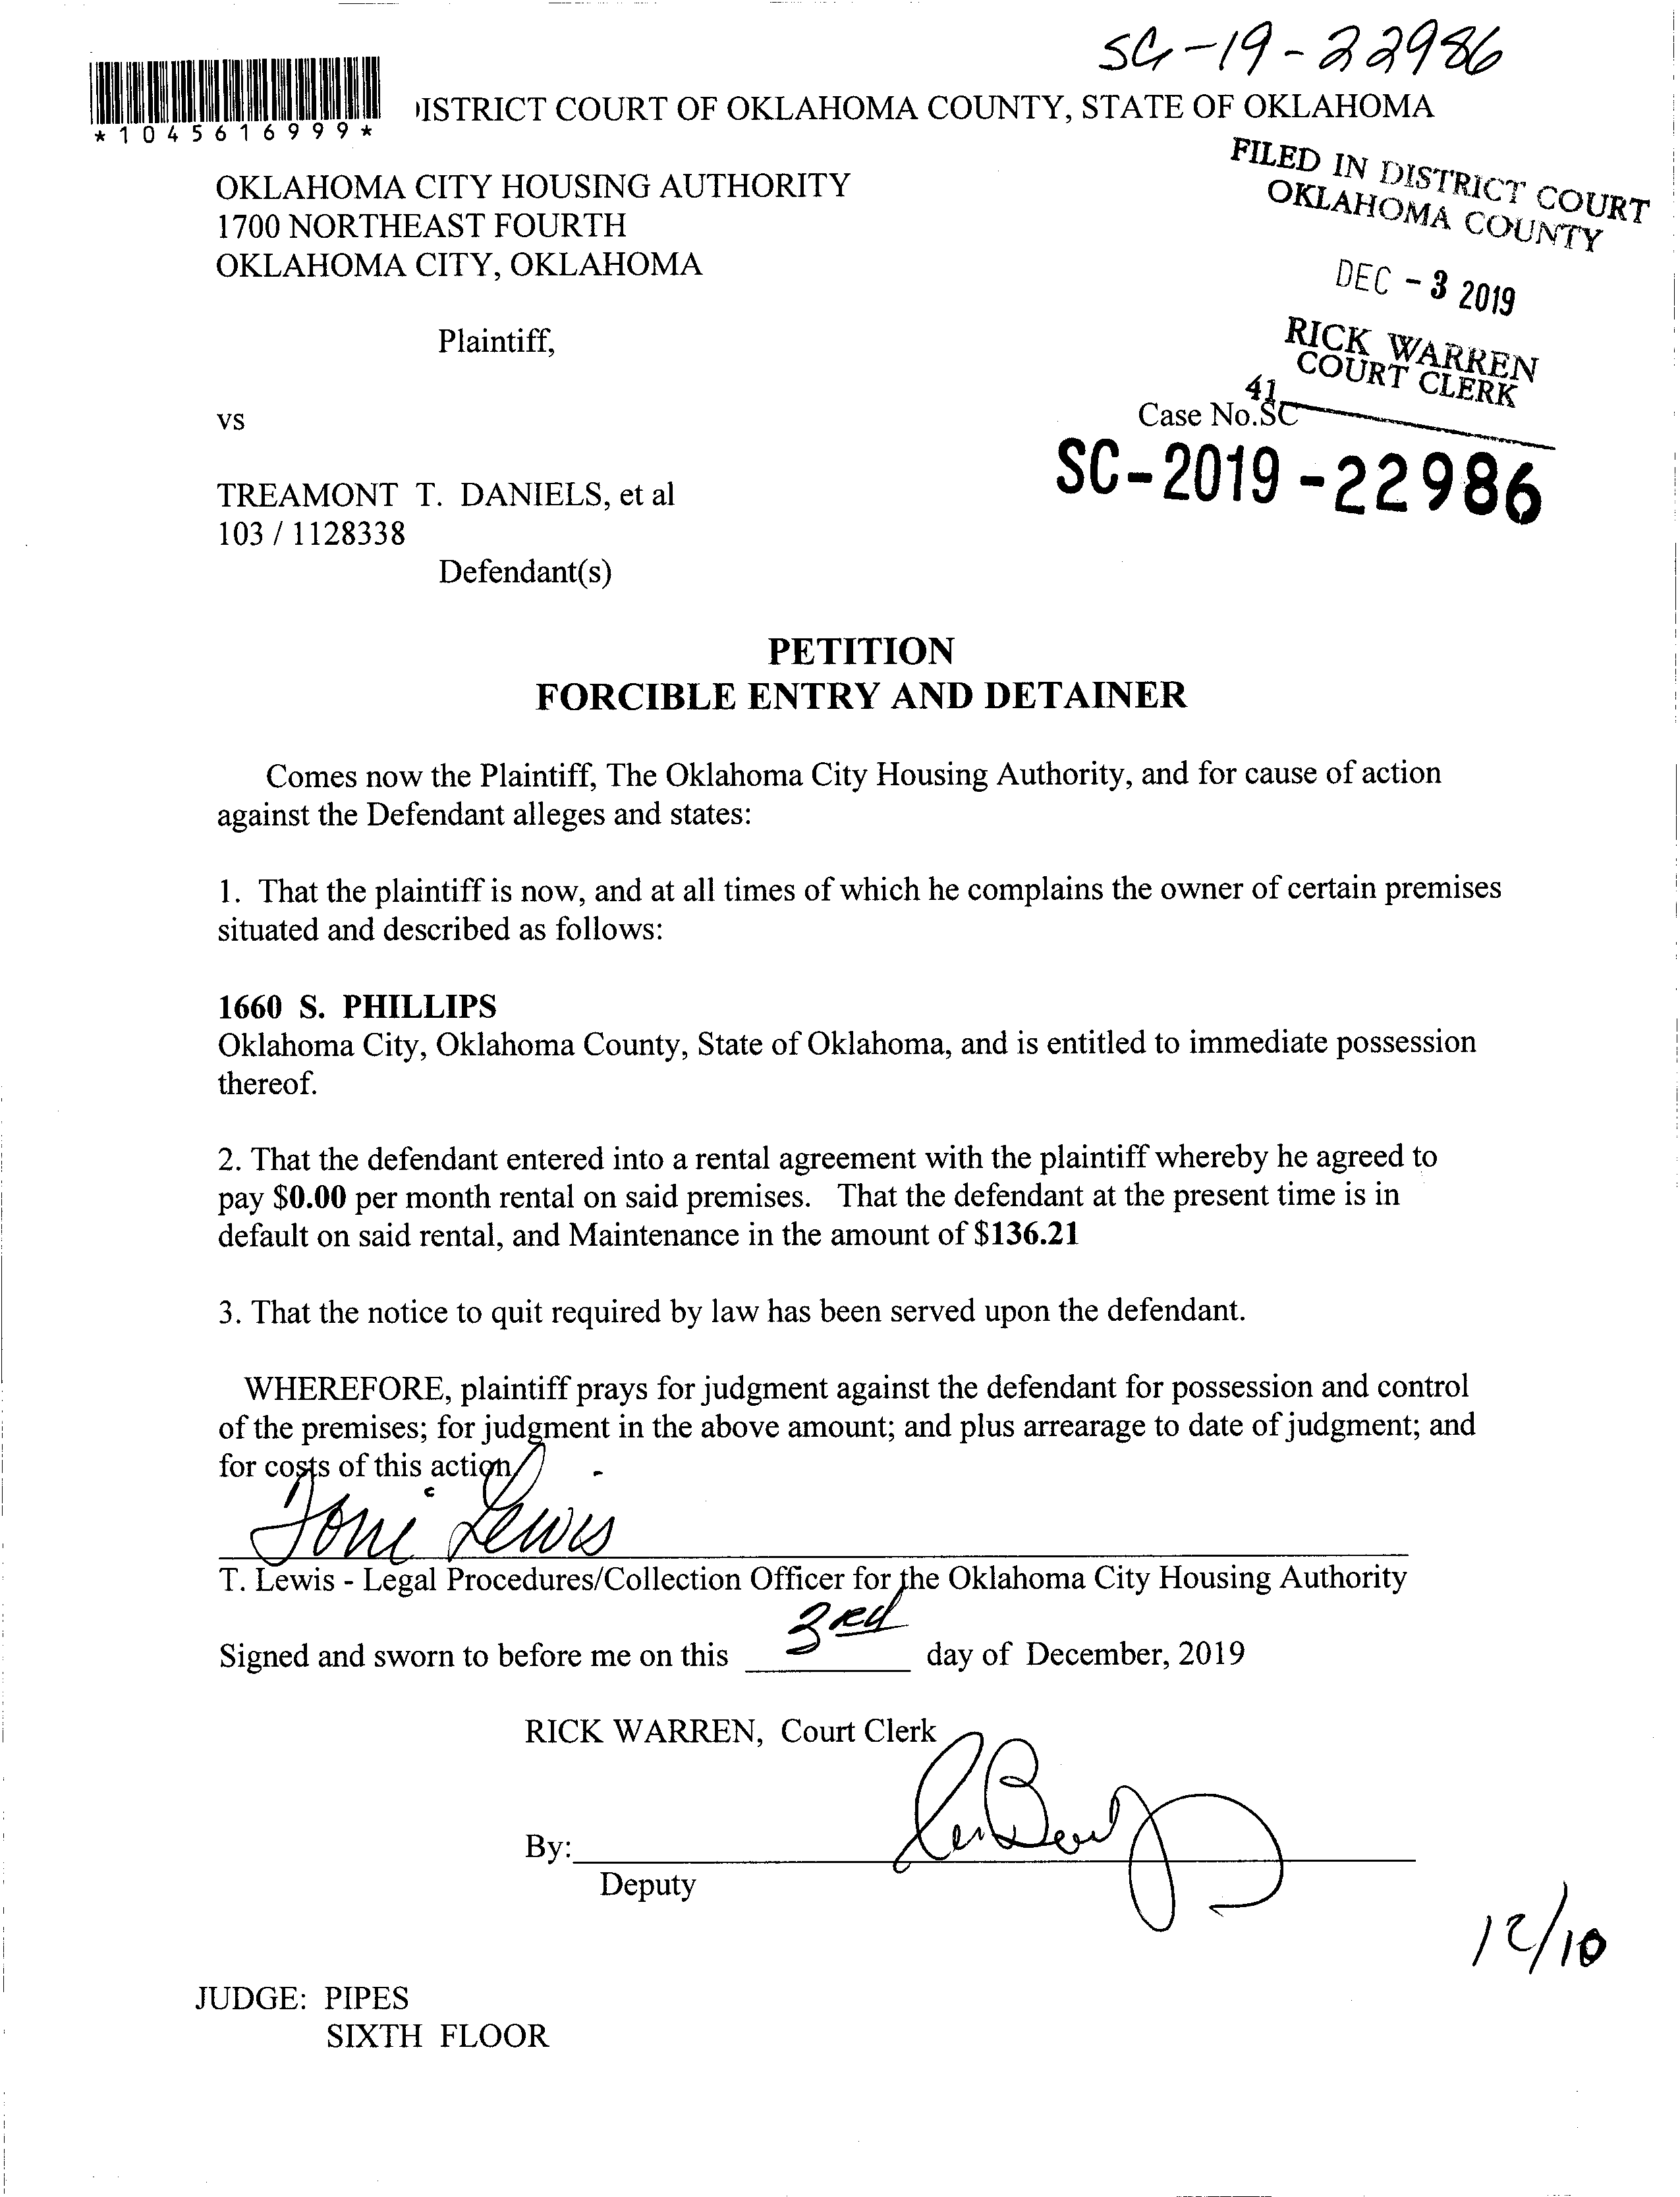 SC-19-22986
*1045616999*
DISTRICT COURT OF OKLAHOMA COUNTY, STATE OF OKLAHOMA
FILED IN DISTRICT COURT
OKLAHOMA COUNTY
OKLAHOMA CITY HOUSING AUTHORITY
1700 NORTHEAST FOURTH
OKLAHOMA CITY, OKLAHOMA
DEC - 3 2019
RICK WARREN
COURT CLERK
41
Plaintiff,
vs
Case No.SC
SC-2019-22986
TREAMONT T. DANIELS, et al
103 / 1128338
Defendant(s)
PETITION
FORCIBLE ENTRY AND DETAINER
Comes now the Plaintiff, The Oklahoma City Housing Authority, and for cause of action
against the Defendant alleges and states:
1. That the plaintiff is now, and at all times of which he complains the owner of certain premises
situated and described as follows:
1660 S. PHILLIPS
Oklahoma City, Oklahoma County, State of Oklahoma, and is entitled to immediate possession
thereof.
2. That the defendant entered into a rental agreement with the plaintiff whereby he agreed to
pay $0.00 per month rental on said premises. That the defendant at the present time is in
default on said rental, and Maintenance in the amount of $136.21
3. That the notice to quit required by law has been served upon the defendant.
WHEREFORE, plaintiff prays for judgment against the defendant for possession and control
of the premises; for judgment in the above amount; and plus arrearage to date of judgment; and
for costs of this action
Toni Lewis
T. Lewis - Legal Procedures/Collection Officer for the Oklahoma City Housing Authority
Signed and sworn to before me on this 3rd day of December, 2019
RICK WARREN, Court Clerk
By:
Deputy
12/10
JUDGE: PIPES
SIXTH FLOOR